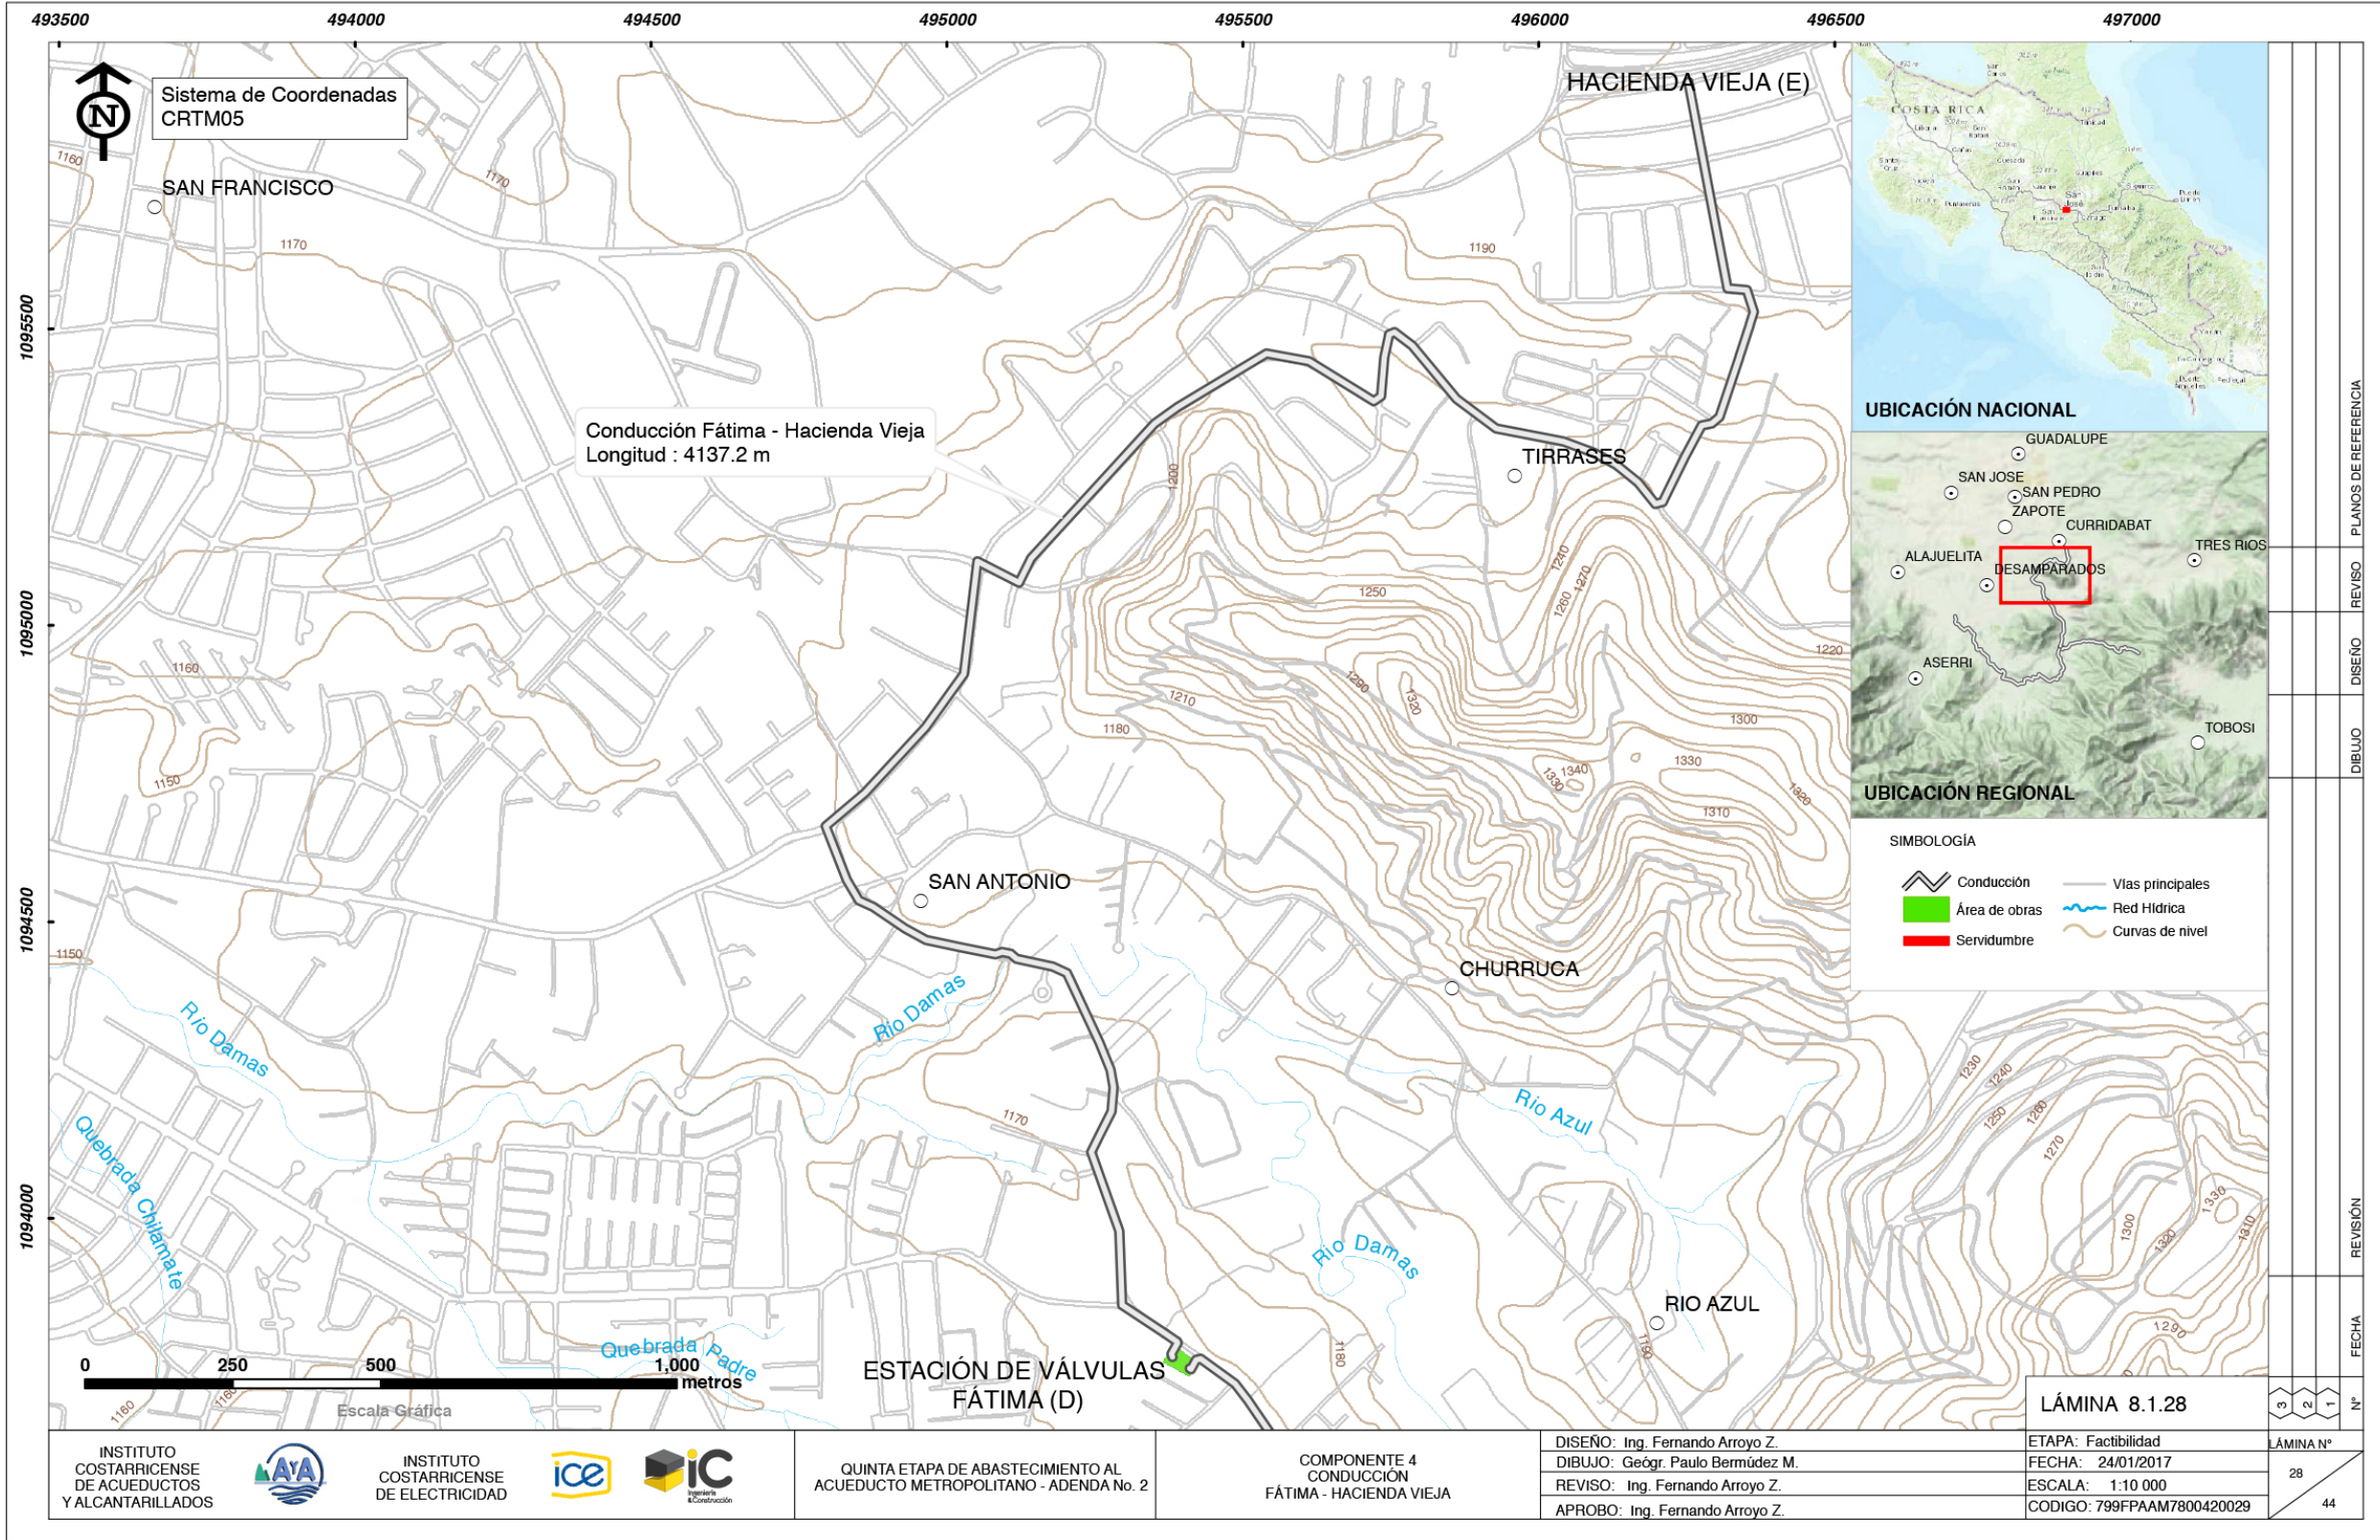 493500
494000
494500
495000
495500
496000
496500
497000
1095500
1095000
1094500
1094000
N
Sistema de Coordenadas
CRTM05
HACIENDA VIEJA (E)
SAN FRANCISCO
1160
1170
1170
1190
Conducción Fátima - Hacienda Vieja
Longitud : 4137.2 m
TIRRASES
1200
1240
1270
1260
1250
1220
1160
1290
1320
1210
1180
1300
1150
1330
1340
1330
1320
1310
SAN ANTONIO
1150
CHURRUCA
Rio Damas
Rio Damas
1230
1240
1250
1260
1270
Rio Azul
1170
Quebrada Chilamate
Rio Damas
1300
1320
1330
1310
RIO AZUL
1290
1190
1180
Quebrada Padre
ESTACIÓN DE VÁLVULAS
FÁTIMA (D)
0
250
500
1,000
metros
Escala Gráfica
1160
1160
COSTA RICA
San
José
UBICACIÓN NACIONAL
GUADALUPE
SAN JOSE
SAN PEDRO
ZAPOTE
CURRIDABAT
TRES RIOS
ALAJUELITA
DESAMPARADOS
ASERRI
TOBOSI
UBICACIÓN REGIONAL
SIMBOLOGÍA
Conducción
Área de obras
Servidumbre
Vías principales
Red Hídrica
Curvas de nivel
PLANOS DE REFERENCIA
REVISO
DISEÑO
DIBUJO
REVISIÓN
FECHA
N°
3
2
1
LÁMINA 8.1.28
INSTITUTO
COSTARRICENSE
DE ACUEDUCTOS
Y ALCANTARILLADOS
AyA
INSTITUTO
COSTARRICENSE
DE ELECTRICIDAD
ice
iC
Ingeniería
&Construcción
QUINTA ETAPA DE ABASTECIMIENTO AL
ACUEDUCTO METROPOLITANO - ADENDA No. 2
COMPONENTE 4
CONDUCCIÓN
FÁTIMA - HACIENDA VIEJA
DISEÑO: Ing. Fernando Arroyo Z.
DIBUJO: Geógr. Paulo Bermúdez M.
REVISO: Ing. Fernando Arroyo Z.
APROBO: Ing. Fernando Arroyo Z.
ETAPA: Factibilidad
FECHA: 24/01/2017
ESCALA: 1:10 000
CODIGO: 799FPAAM7800420029
LÁMINA N°
28
44